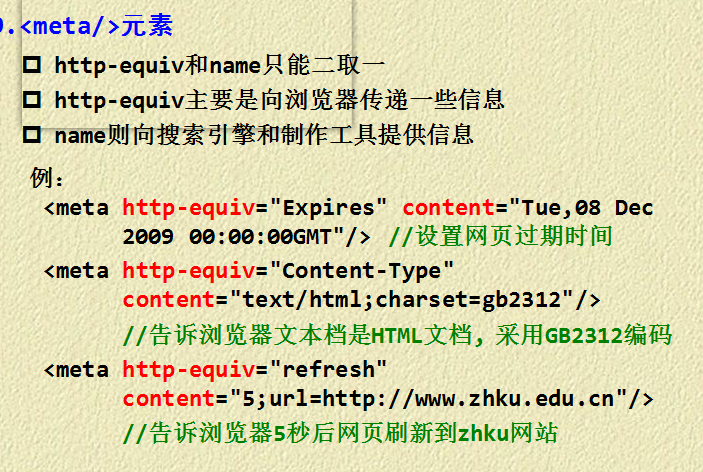 .<meta/>元素
http-equiv和name只能二取一
http-equiv主要是向浏览器传递一些信息
name则向搜索引擎和制作工具提供信息
例：
<meta http-equiv="Expires" content="Tue,08 Dec
2009 00:00:00GMT"/> //设置网页过期时间
<meta http-equiv="Content-Type"
content="text/html;charset=gb2312"/>
//告诉浏览器文本档是HTML文档，采用GB2312编码
<meta http-equiv="refresh"
content="5;url=http://www.zhku.edu.cn"/>
//告诉浏览器5秒后网页刷新到zhku网站